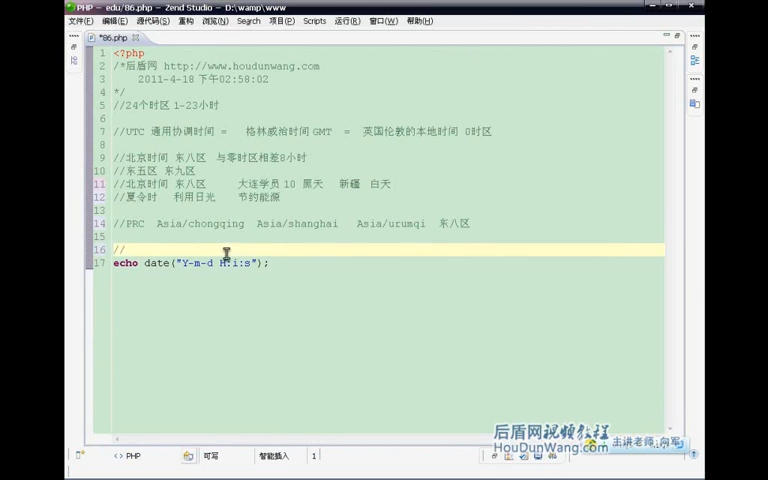 PHP - edu/86.php - Zend Studio - D:\wamp\www
文件(F) 编辑(E) 源代码(S) 重构 浏览(N) Search 项目(P) Scripts 运行(R) 窗口(W) 帮助(H)
*86.php
1 <?php
2 /*后盾网 http://www.houdunwang.com
3 2011-4-18 下午02:58:02
4 */
5 //24个时区 1-23小时
6
7 //UTC 通用协调时间 = 格林威治时间 GMT = 英国伦敦的本地时间 0时区
8
9 //北京时间 东八区 与零时区相差8小时
10 //东五区 东九区
11 //北京时间 东八区 大连学员 10 黑天 新疆 白天
12 //夏令时 利用日光 节约能源
13
14 //PRC Asia/chongqing Asia/shanghai Asia/urumqi 东八区
15
16 //
17 echo date("Y-m-d H:i:s");
后盾网视频教程
HouDunWang.com
主讲老师:向军
PHP 可写 智能插入 1